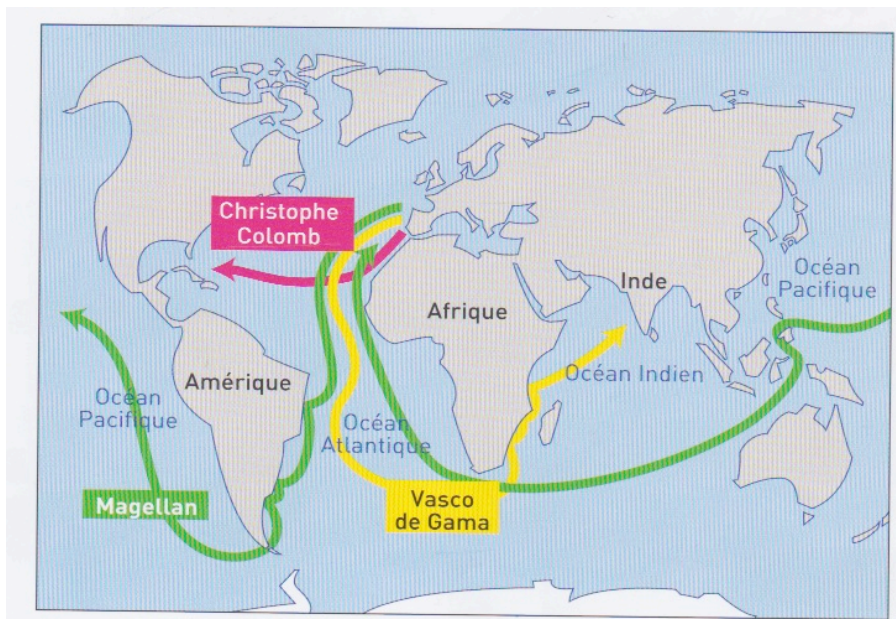 Christophe
Colomb
Océan
Pacifique
Inde
Afrique
Amérique
Océan Indien
Océan
Pacifique
Océan
Atlantique
Magellan
Vasco
de Gama